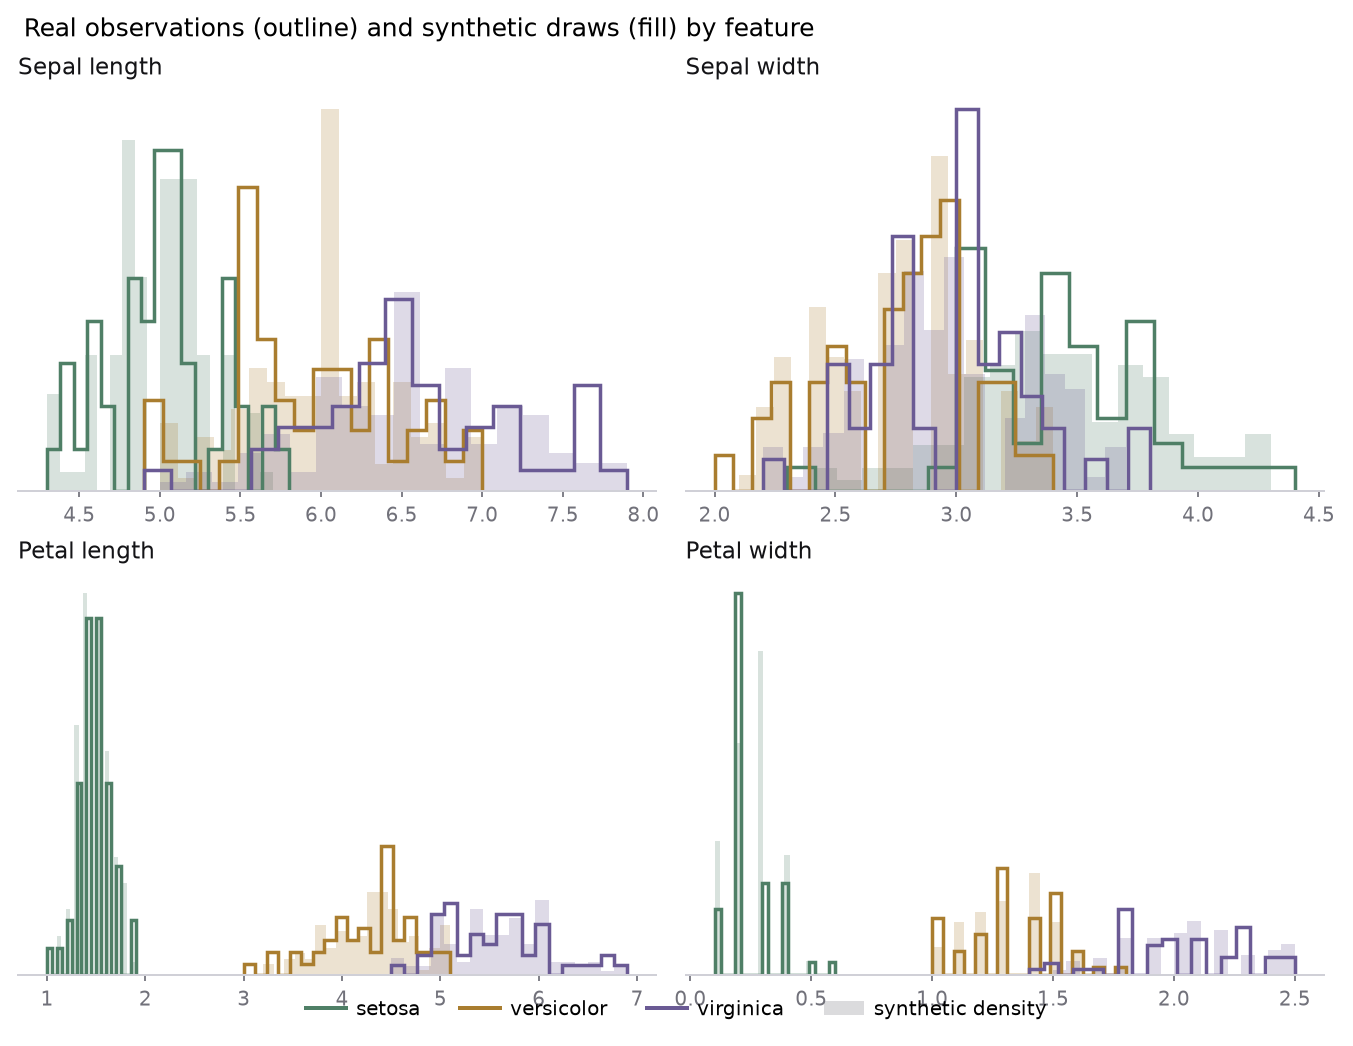 Real observations (outline) and synthetic draws (fill) by feature
Sepal length
Sepal width
4.5 5.0 5.5 6.0 6.5 7.0 7.5 8.0
2.0 2.5 3.0 3.5 4.0 4.5
Petal length
Petal width
1 2 3 4 5 6 7
0.0 0.5 1.0 1.5 2.0 2.5
setosa versicolor virginica synthetic density